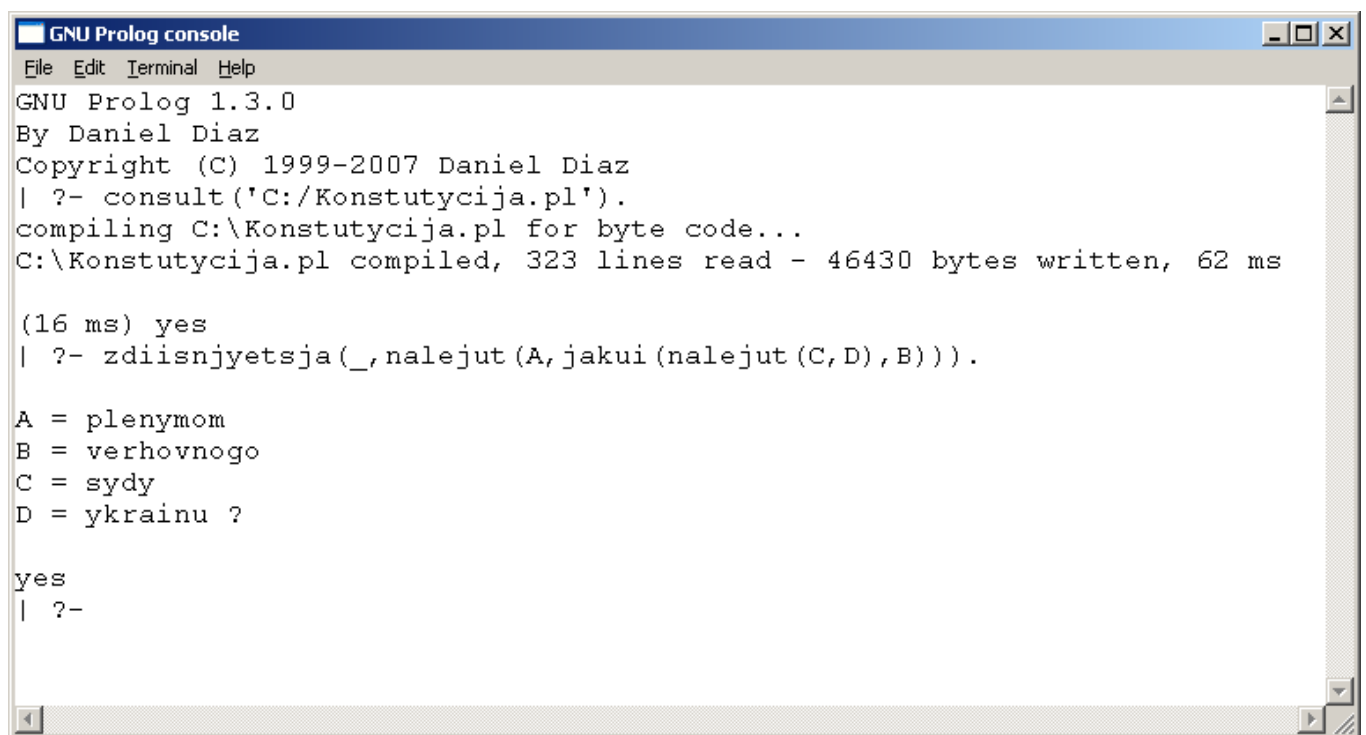 GNU Prolog console
File Edit Terminal Help
GNU Prolog 1.3.0
By Daniel Diaz
Copyright (C) 1999-2007 Daniel Diaz
| ?- consult('C:/Konstutycija.pl').
compiling C:\Konstutycija.pl for byte code...
C:\Konstutycija.pl compiled, 323 lines read - 46430 bytes written, 62 ms
(16 ms) yes
| ?- zdiisnjyetsja(_,nalejut(A,jakui(nalejut(C,D),B))).
A = plenymom
B = verhovnogo
C = sydy
D = ykrainu ?
yes
| ?-